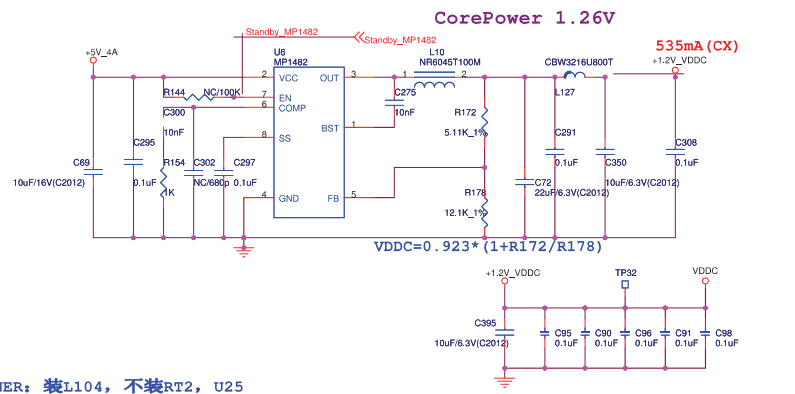 CorePower 1.26V
Standby_MP1482
Standby_MP1482
535mA(CX)
+5V_4A
U6
MP1482
L10
NR6045T100M
CBW3216U800T
+1.2V_VDDC
L127
2 VCC
OUT 3
1
2
R144
NC/100K
7 EN
6 COMP
C275
10nF
C300
10nF
R172
5.11K_1%
BST 1
8 SS
C295
0.1uF
C291
0.1uF
C308
0.1uF
C69
10uF/16V(C2012)
R154
1K
C302
NC/680p
C297
0.1uF
C350
10uF/6.3V(C2012)
C72
22uF/6.3V(C2012)
4 GND
FB 5
R178
12.1K_1%
VDDC=0.923*(1+R172/R178)
+1.2V_VDDC
TP32
VDDC
C395
10uF/6.3V(C2012)
C95
0.1uF
C90
0.1uF
C96
0.1uF
C91
0.1uF
C98
0.1uF
NER: 装L104, 不装RT2, U25